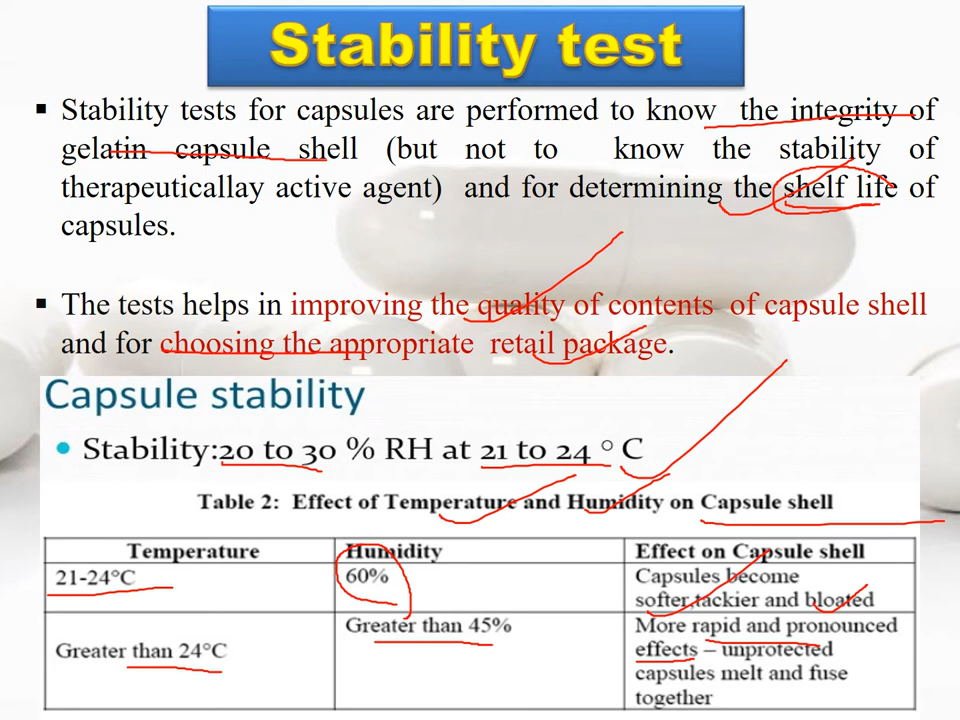 Stability test
▪ Stability tests for capsules are performed to know the integrity of
gelatin capsule shell (but not to know the stability of
therapeuticallay active agent) and for determining the shelf life of
capsules.
▪ The tests helps in improving the quality of contents of capsule shell
and for choosing the appropriate retail package.
Capsule stability
• Stability:20 to 30 % RH at 21 to 24 ° C
Table 2: Effect of Temperature and Humidity on Capsule shell
Temperature Humidity Effect on Capsule shell
21-24°C 60% Capsules become
softer,tackier and bloated
Greater than 45% More rapid and pronounced
Greater than 24°C effects – unprotected
capsules melt and fuse
together